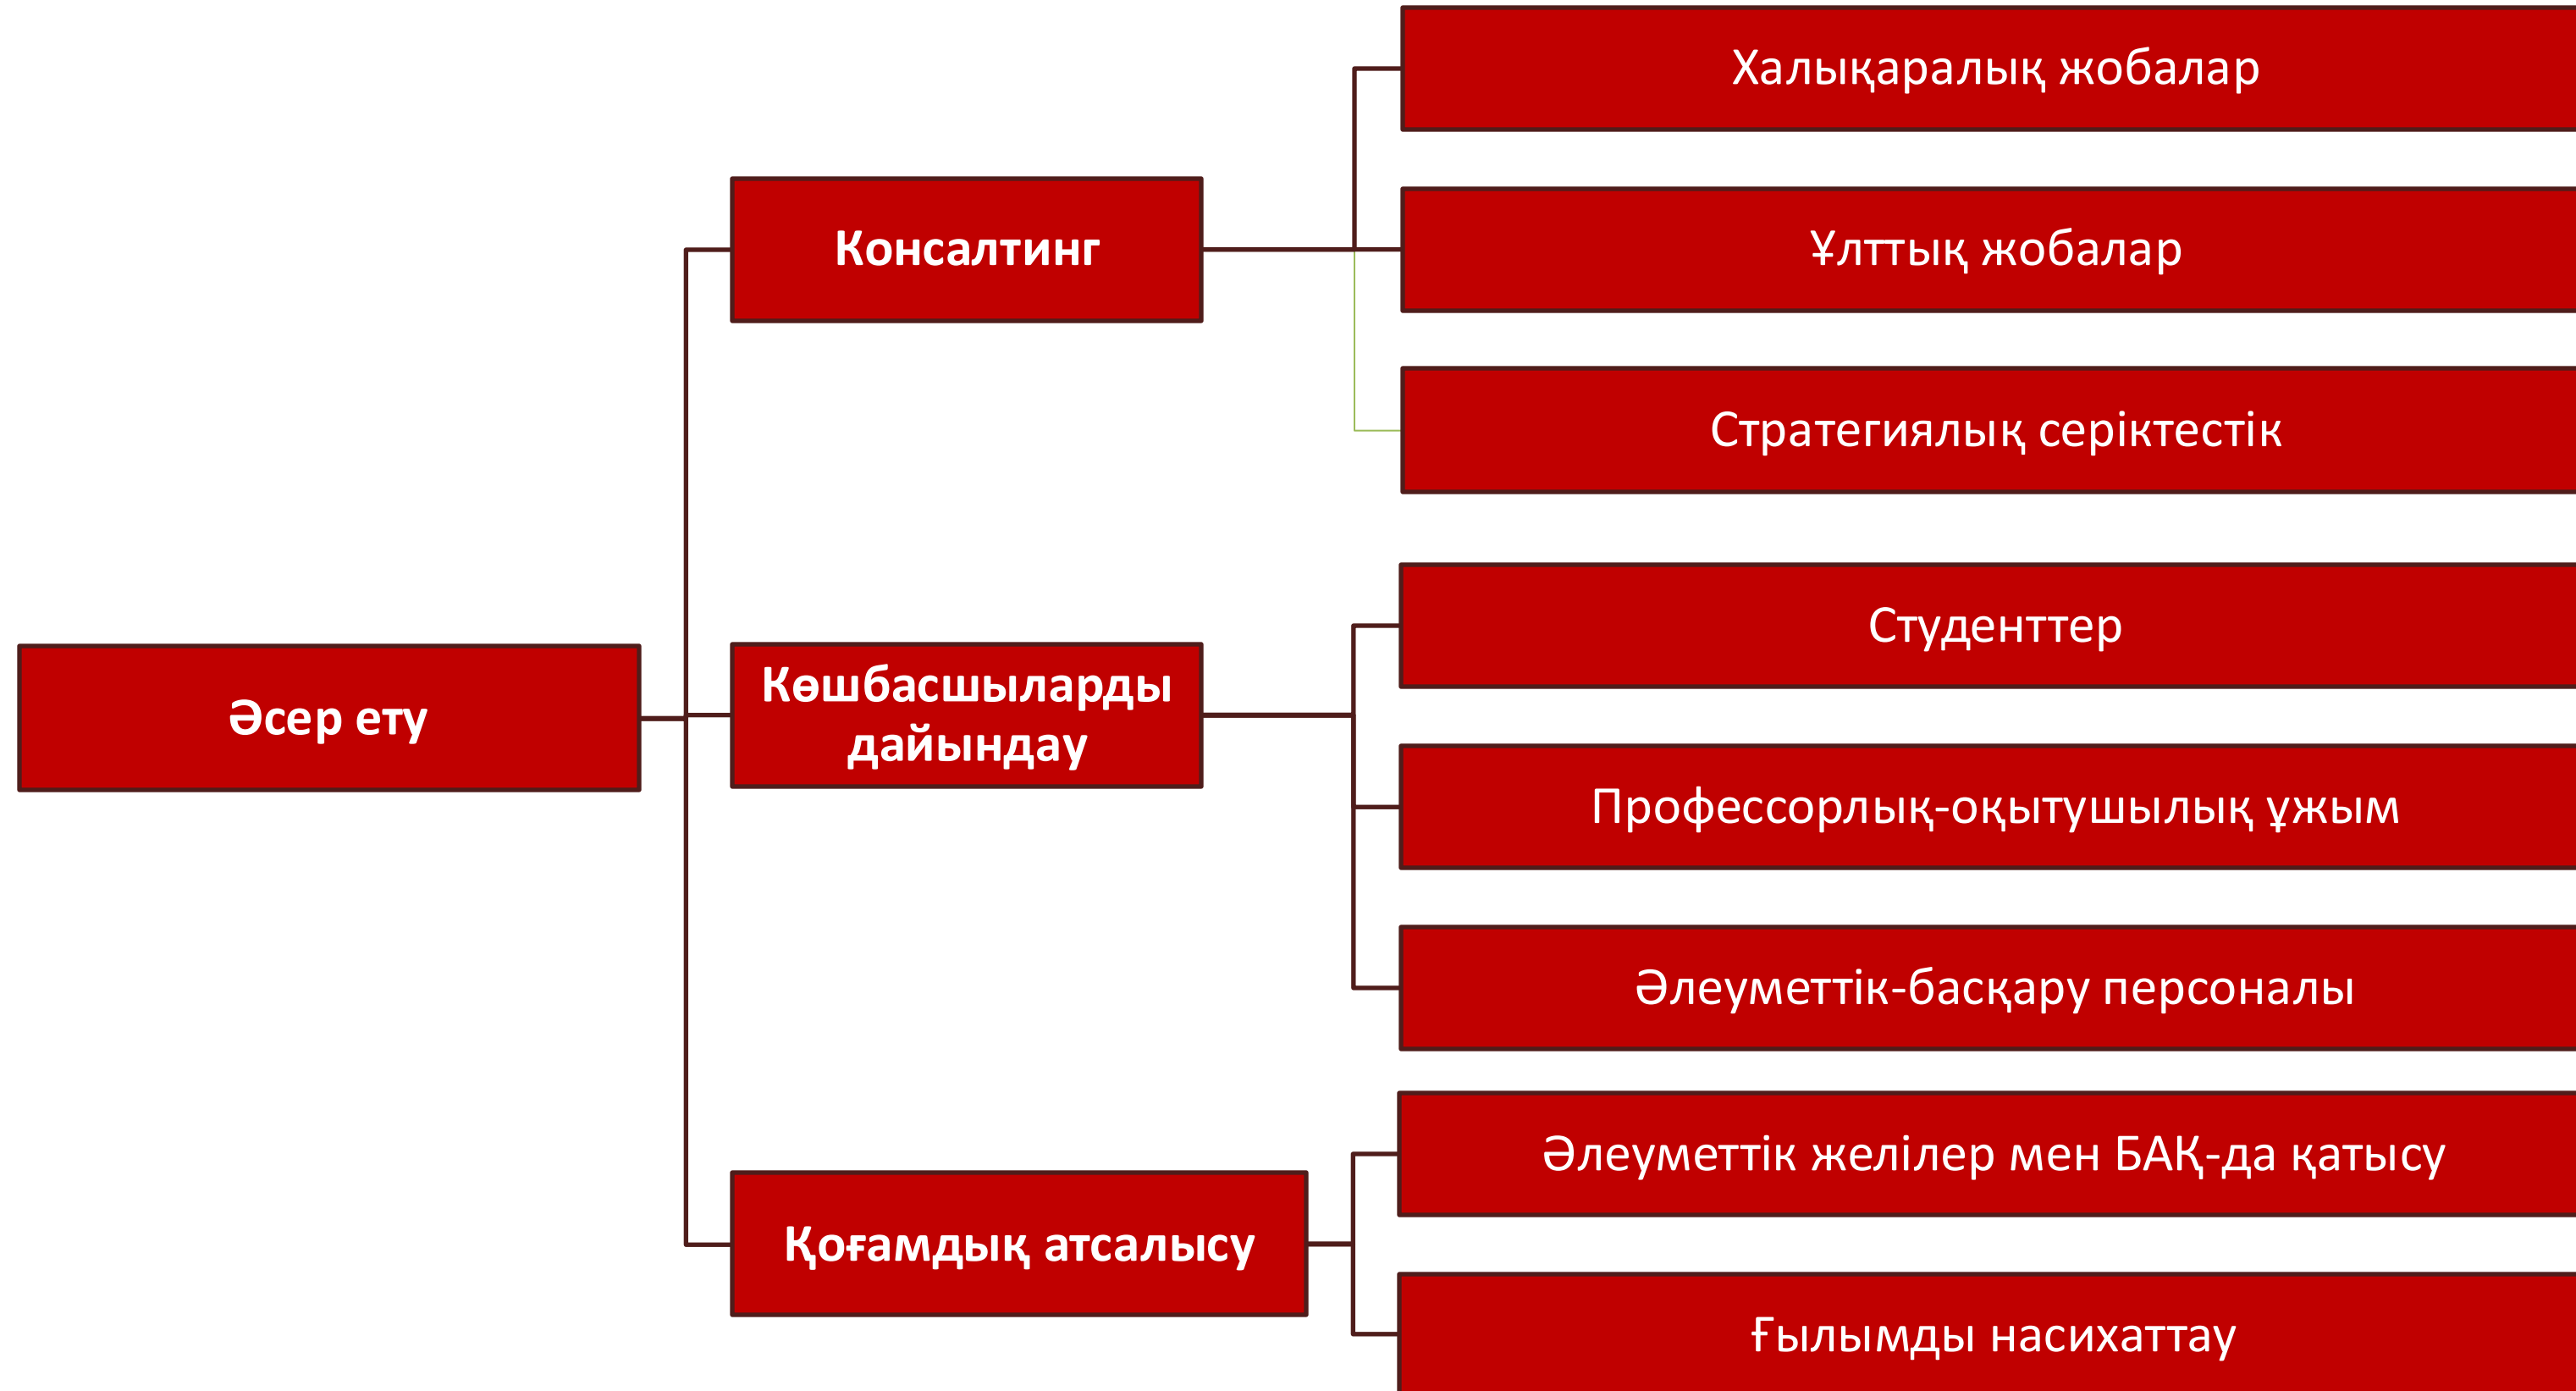 Әсер ету
Консалтинг
Халықаралық жобалар
Ұлттық жобалар
Стратегиялық серіктестік
Көшбасшыларды
дайындау
Студенттер
Профессорлық-оқытушылық ұжым
Әлеуметтік-басқару персоналы
Қоғамдық атсалысу
Әлеуметтік желілер мен БАҚ-да қатысу
Ғылымды насихаттау